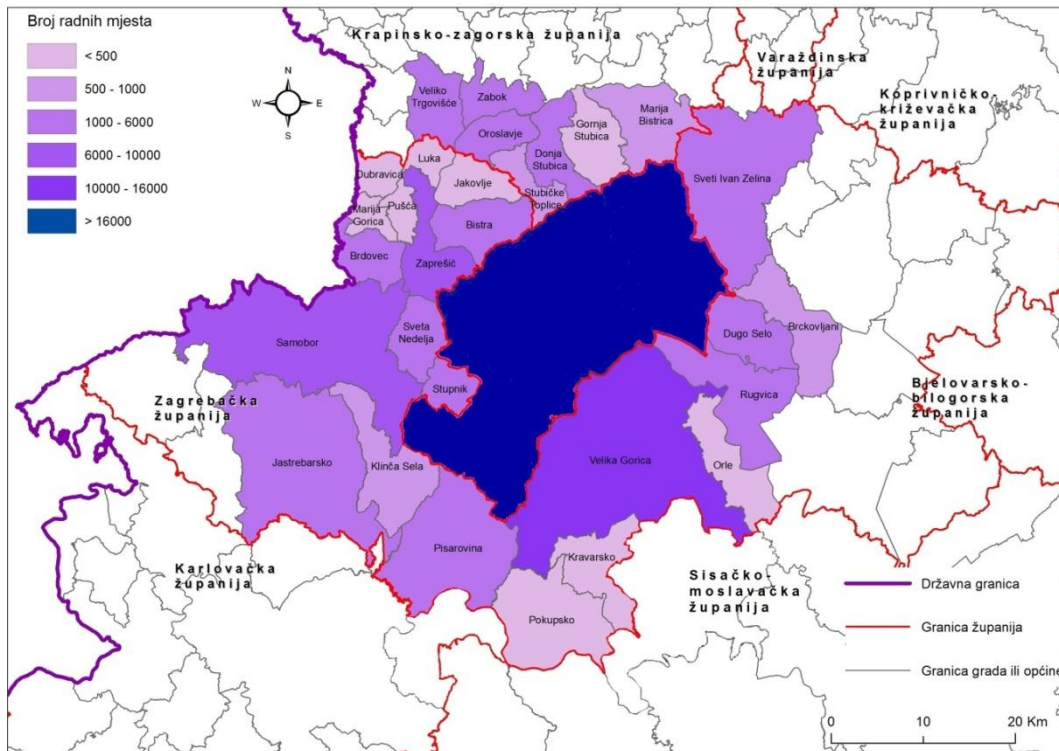 Broj radnih mjesta
< 500
500 - 1000
1000 - 6000
6000 - 10000
10000 - 16000
> 16000
N
W
E
S
Krapinsko-zagorska županija
Varaždinska
županija
Koprivničko-
križevačka
županija
Veliko
Trgovišće
Zabok
Oroslavje
Gornja
Stubica
Marija
Bistrica
Donja
Stubica
Stubičke
Toplice
Luka
Dubravica
Jakovlje
Pušća
Marija
Gorica
Bistra
Brdovec
Zaprešić
Sveti Ivan Zelina
Samobor
Sveta
Nedelja
Stupnik
Dugo Selo
Brckovljani
Rugvica
Bjelovarsko-
bilogorska
županija
Zagrebačka
županija
Jastrebarsko
Klinča Sela
Velika Gorica
Orle
Pisarovina
Kravarsko
Pokupsko
Karlovačka
županija
Sisačko-
moslavačka
županija
Državna granica
Granica županija
Granica grada ili općine
0 10 20 Km